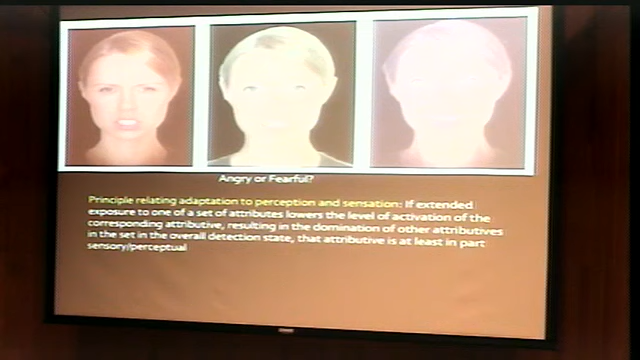 Angry or Fearful?
Principle relating adaptation to perception and sensation: If extended
exposure to one of a set of attributes lowers the level of activation of the
corresponding attributive, resulting in the domination of other attributives
in the set in the overall detection state, that attributive is at least in part
sensory/perceptual